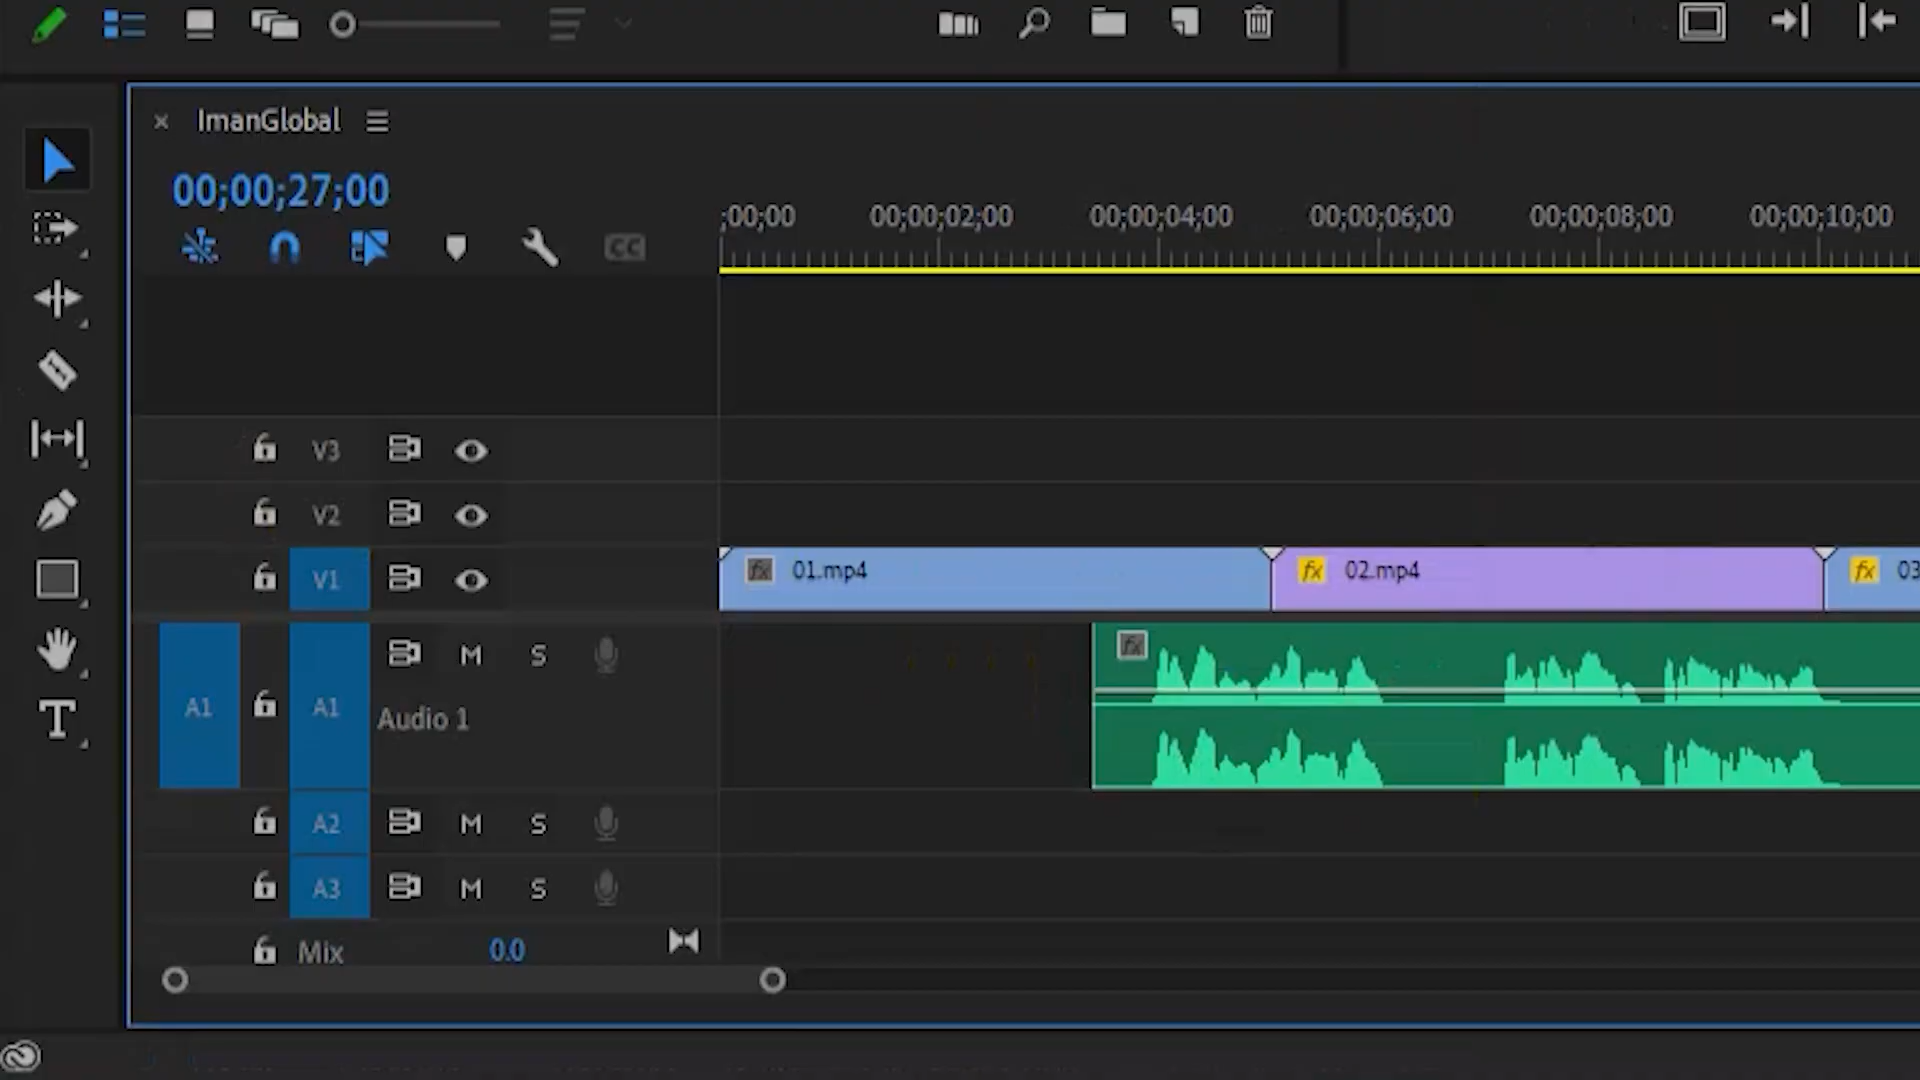 × ImanGlobal
00;00;27;00
;00;00 00;00;02;00 00;00;04;00 00;00;06;00 00;00;08;00 00;00;10;00
CC
V3
V2
V1 fx 01.mp4 fx 02.mp4 fx 03
A1 A1 M S fx
Audio 1
A2 M S
A3 M S
Mix 0.0